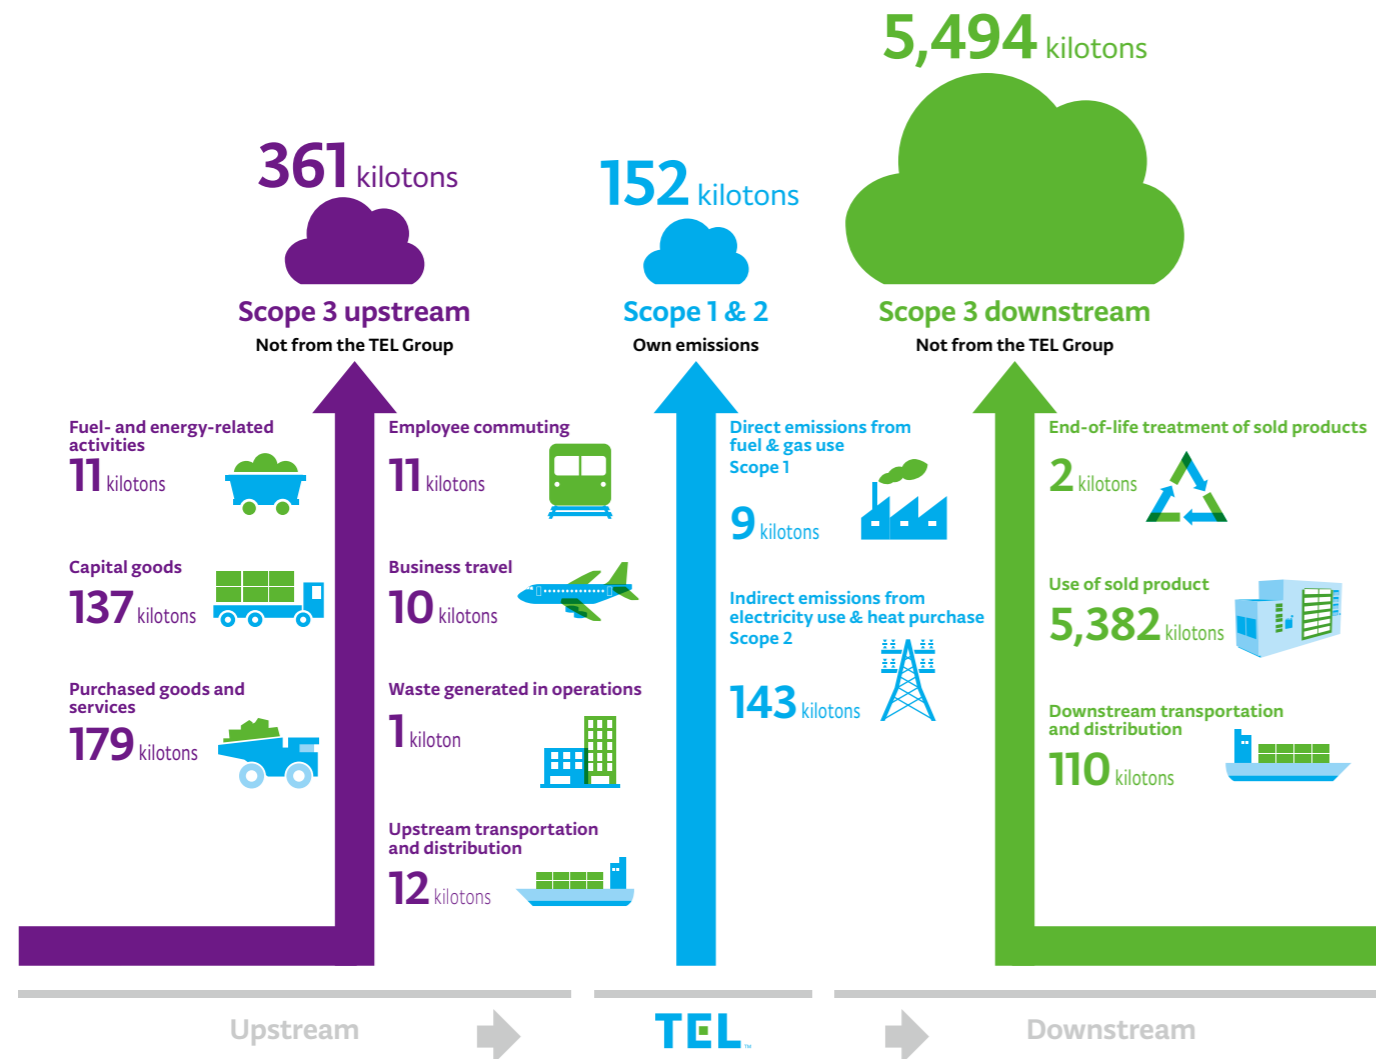 361 kilotons
Scope 3 upstream
Not from the TEL Group
152 kilotons
Scope 1 & 2
Own emissions
5,494 kilotons
Scope 3 downstream
Not from the TEL Group
Fuel- and energy-related
activities
11 kilotons
Capital goods
137 kilotons
Purchased goods and
services
179 kilotons
Employee commuting
11 kilotons
Business travel
10 kilotons
Waste generated in operations
1 kiloton
Upstream transportation
and distribution
12 kilotons
Direct emissions from
fuel & gas use
Scope 1
9 kilotons
Indirect emissions from
electricity use & heat purchase
Scope 2
143 kilotons
End-of-life treatment of sold products
2 kilotons
Use of sold product
5,382 kilotons
Downstream transportation
and distribution
110 kilotons
Upstream
TEL™
Downstream